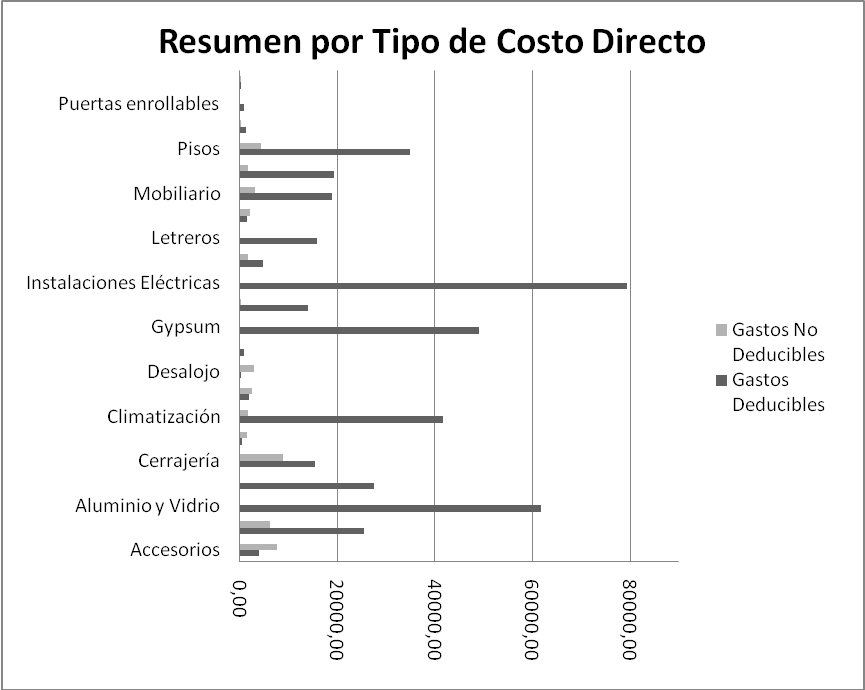 Resumen por Tipo de Costo Directo
Puertas enrollables
Pisos
Mobiliario
Letreros
Instalaciones Eléctricas
Gypsum
Desalojo
Climatización
Cerrajería
Aluminio y Vidrio
Accesorios
0,00
20000,00
40000,00
60000,00
80000,00
Gastos No
Deducibles
Gastos
Deducibles